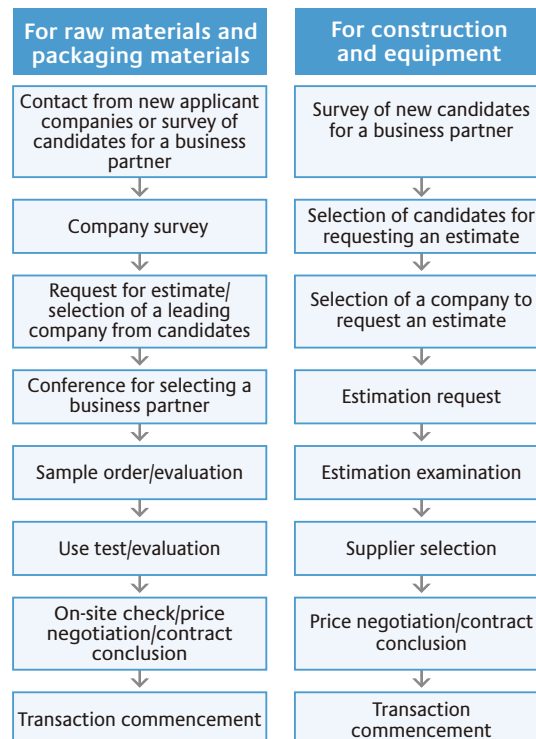 For raw materials and
packaging materials
Contact from new applicant
companies or survey of
candidates for a business
partner
Company survey
Request for estimate/
selection of a leading
company from candidates
Conference for selecting a
business partner
Sample order/evaluation
Use test/evaluation
On-site check/price
negotiation/contract
conclusion
Transaction commencement
For construction
and equipment
Survey of new candidates
for a business partner
Selection of candidates for
requesting an estimate
Selection of a company to
request an estimate
Estimation request
Estimation examination
Supplier selection
Price negotiation/contract
conclusion
Transaction
commencement